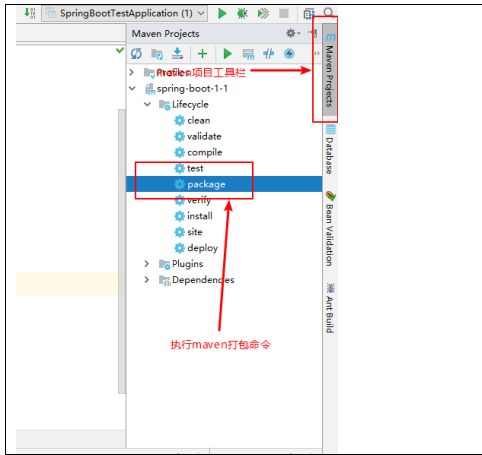 SpringBootTestApplication (1)
Maven Projects
Profiles
maven项目工具栏
spring-boot-1-1
Lifecycle
clean
validate
compile
test
package
verify
install
site
deploy
Plugins
Dependencies
执行maven打包命令
Maven Projects
Database
Bean Validation
Ant Build